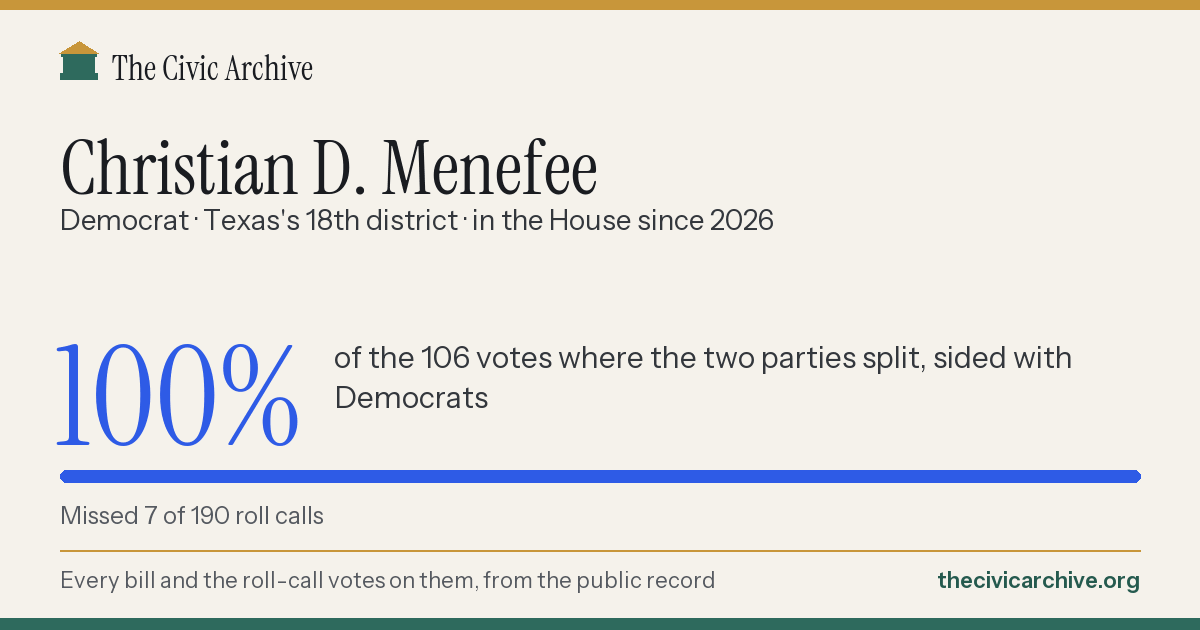 The Civic Archive
Christian D. Menefee
Democrat · Texas's 18th district · in the House since 2026
100%
of the 106 votes where the two parties split, sided with
Democrats
Missed 7 of 190 roll calls
Every bill and the roll-call votes on them, from the public record
thecivicarchive.org